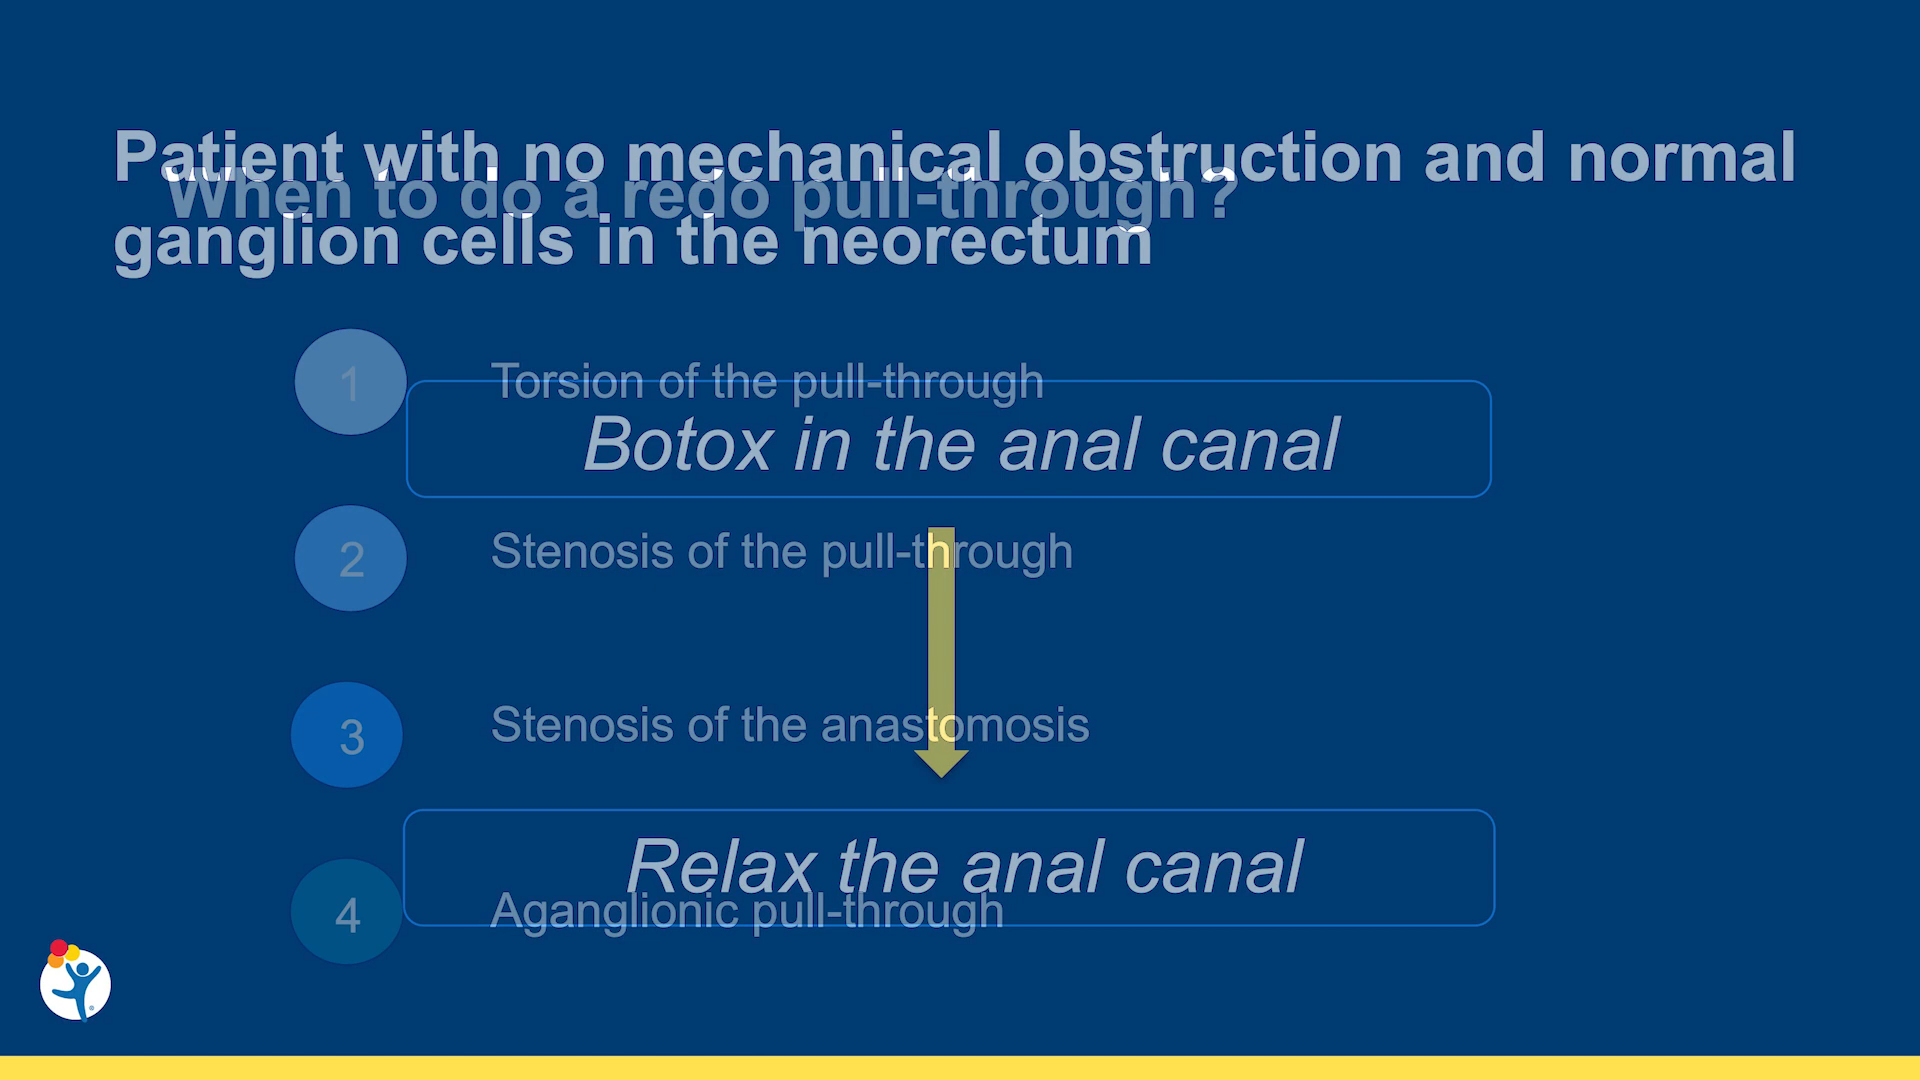 Patient with no mechanical obstruction and normal
ganglion cells in the neorectum
When to do a redo pull-through?
1 Torsion of the pull-through
Botox in the anal canal
2 Stenosis of the pull-through
3 Stenosis of the anastomosis
Relax the anal canal
4 Aganglionic pull-through